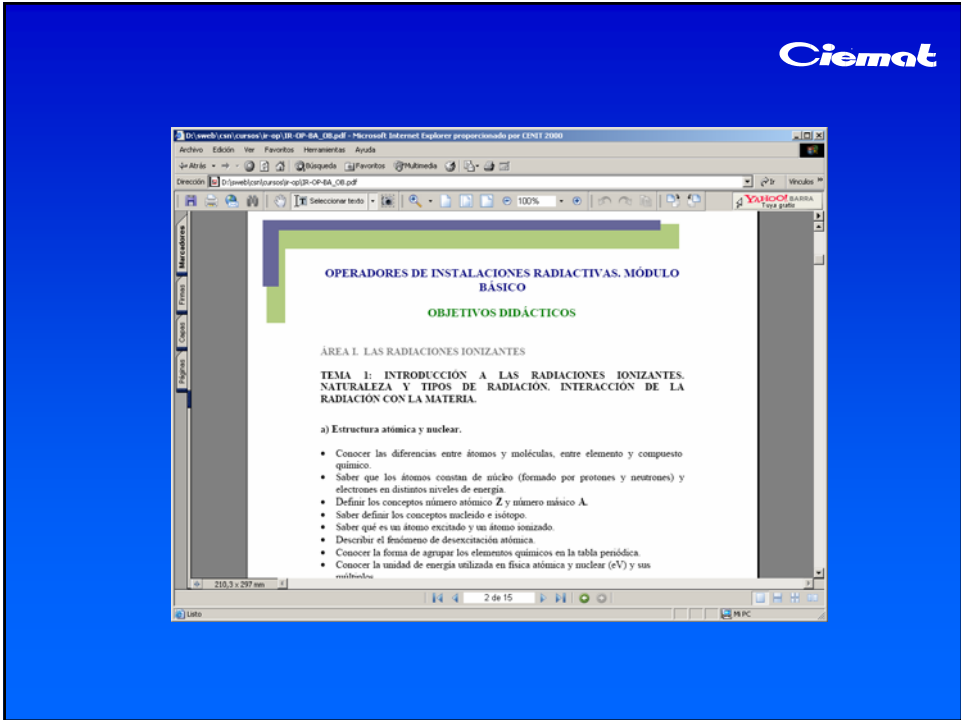 Ciemat
D:\sweb\csn\cursos\ir-op\IR-OP-BA_OB.pdf - Microsoft Internet Explorer proporcionado por CENIT 2000
Archivo Edición Ver Favoritos Herramientas Ayuda
Atrás Búsqueda Favoritos Multimedia
Dirección D:\sweb\csn\cursos\ir-op\IR-OP-BA_OB.pdf Ir Vínculos
Seleccionar texto 100% YAHOO! BARRA
Tuya gratis
Marcadores
Firmas
Capas
Páginas
OPERADORES DE INSTALACIONES RADIACTIVAS. MÓDULO
BÁSICO
OBJETIVOS DIDÁCTICOS
ÁREA I. LAS RADIACIONES IONIZANTES
TEMA 1: INTRODUCCIÓN A LAS RADIACIONES IONIZANTES.
NATURALEZA Y TIPOS DE RADIACIÓN. INTERACCIÓN DE LA
RADIACIÓN CON LA MATERIA.
a) Estructura atómica y nuclear.
• Conocer las diferencias entre átomos y moléculas, entre elemento y compuesto
químico.
• Saber que los átomos constan de núcleo (formado por protones y neutrones) y
electrones en distintos niveles de energía.
• Definir los conceptos número atómico Z y número másico A.
• Saber definir los conceptos nucleido e isótopo.
• Saber qué es un átomo excitado y un átomo ionizado.
• Describir el fenómeno de desexcitación atómica.
• Conocer la forma de agrupar los elementos químicos en la tabla periódica.
• Conocer la unidad de energía utilizada en física atómica y nuclear (eV) y sus
múltiplos
210,3 x 297 mm
2 de 15
Listo Mi PC